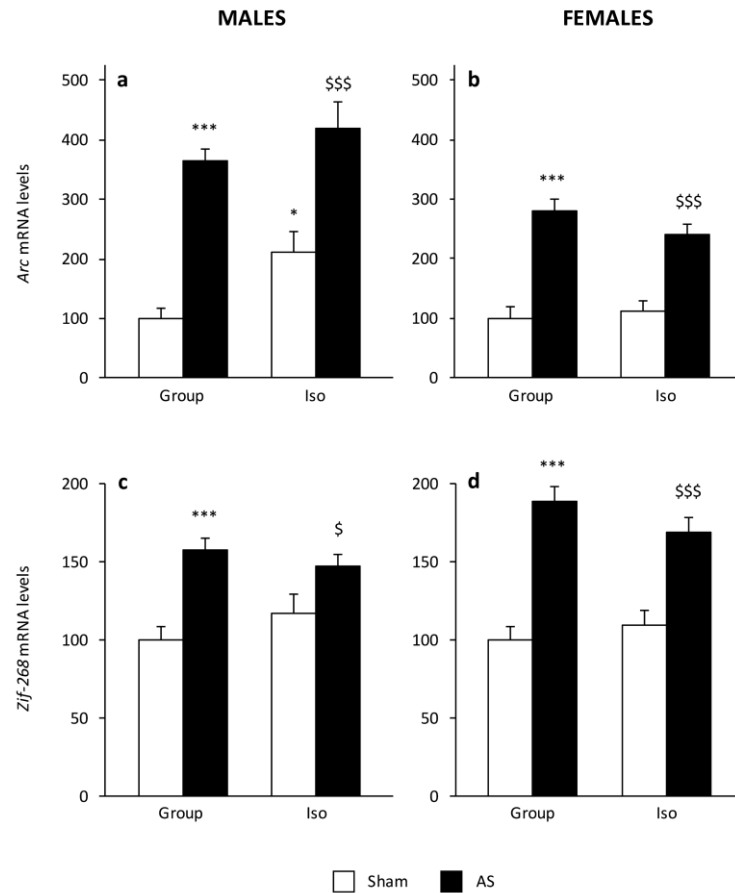 MALES
FEMALES
a
Arc mRNA levels
500
400
300
200
100
0
***
*
$$$
Group
Iso
b
500
400
300
200
100
0
***
$$$
Group
Iso
c
Zif-268 mRNA levels
200
150
100
50
0
***
$
Group
Iso
d
200
150
100
50
0
***
$$$
Group
Iso
Sham
AS